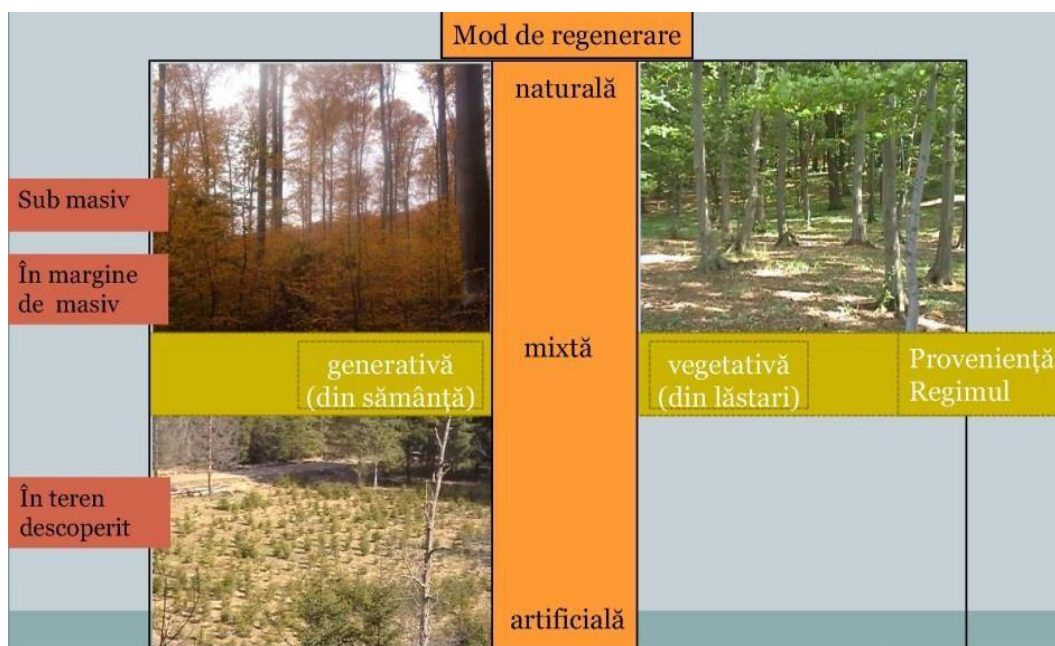 Mod de regenerare
naturală
Sub masiv
În margine
de masiv
mixtă
generativă
(din sămânță)
vegetativă
(din lăstari)
Proveniență
Regimul
În teren
descoperit
artificială